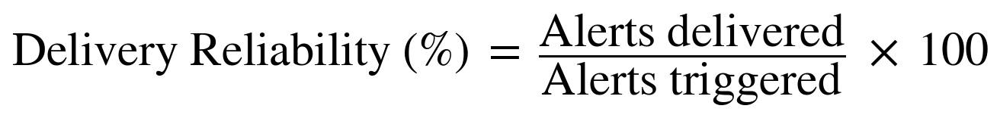 Delivery Reliability (%) = Alerts delivered / Alerts triggered × 100